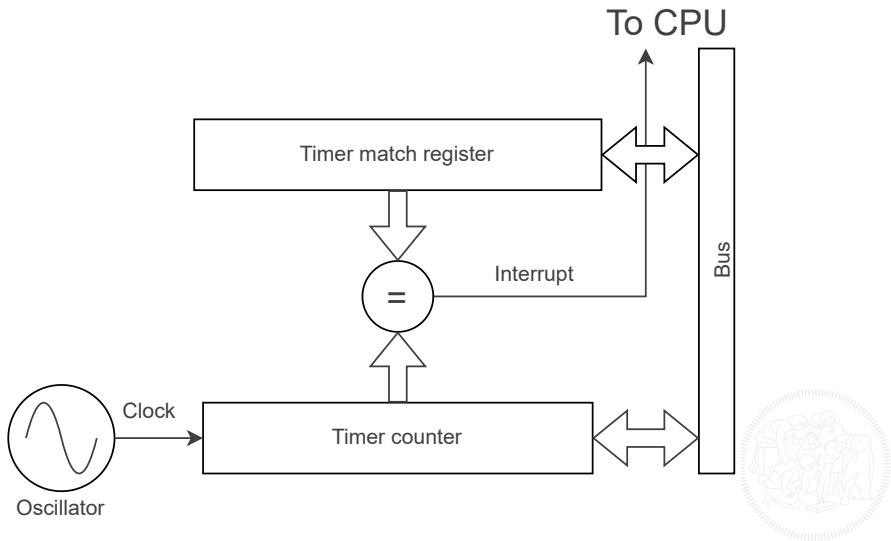 To CPU
Timer match register
Bus
Interrupt
=
Clock
Timer counter
Oscillator